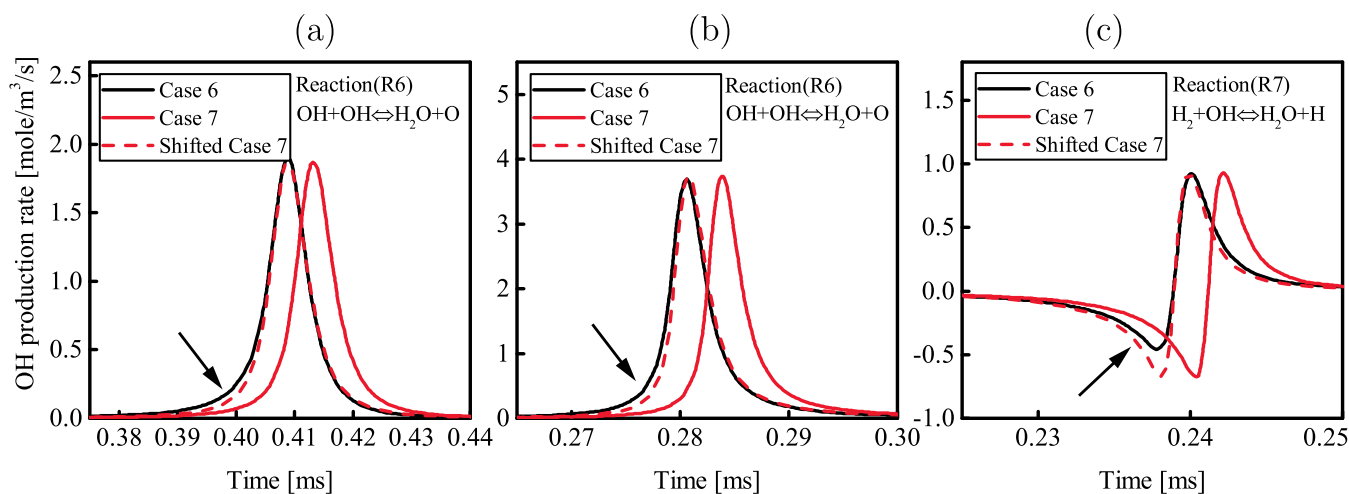 (a)
(b)
(c)
OH production rate [mole/m³/s]
2.5
2.0
1.5
1.0
0.5
0.0
Case 6
Case 7
Shifted Case 7
Reaction(R6)
OH+OH⇔H₂O+O
0.38 0.39 0.40 0.41 0.42 0.43 0.44
Time [ms]
5
4
3
2
1
0
Case 6
Case 7
Shifted Case 7
Reaction(R6)
OH+OH⇔H₂O+O
0.27 0.28 0.29 0.30
Time [ms]
1.5
1.0
0.5
0.0
-0.5
-1.0
Case 6
Case 7
Shifted Case 7
Reaction(R7)
H₂+OH⇔H₂O+H
0.23 0.24 0.25
Time [ms]